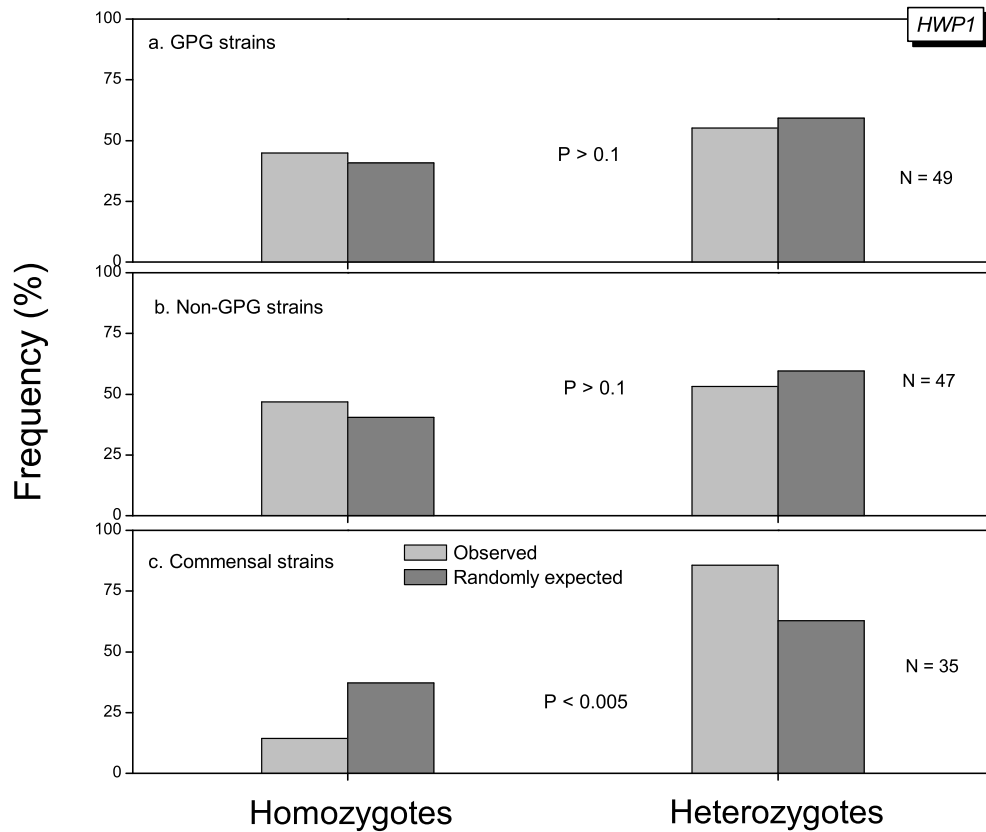 HWP1
Frequency (%)
100
75
50
25
0
a. GPG strains
P > 0.1
N = 49
100
75
50
25
0
b. Non-GPG strains
P > 0.1
N = 47
100
75
50
25
0
c. Commensal strains
Observed
Randomly expected
P < 0.005
N = 35
Homozygotes
Heterozygotes